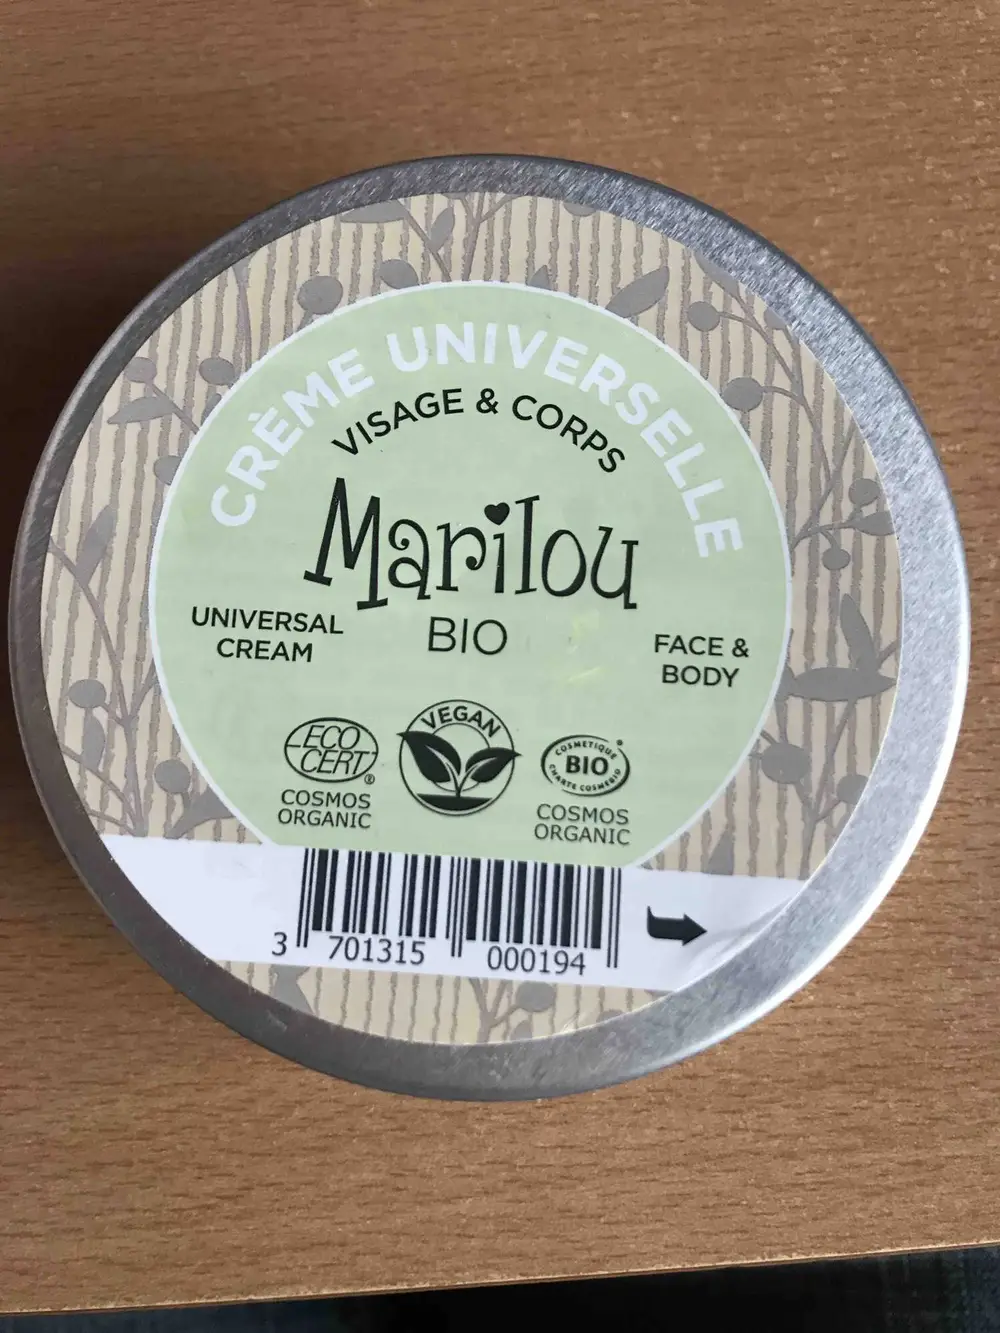 CRÈME UNIVERSELLE
VISAGE & CORPS
Marilou
BIO
UNIVERSAL
CREAM
FACE &
BODY
ECO
CERT®
COSMOS
ORGANIC
VEGAN
COSMETIQUE
BIO
CHARTE COSMEBIO
COSMOS
ORGANIC
3 701315 000194